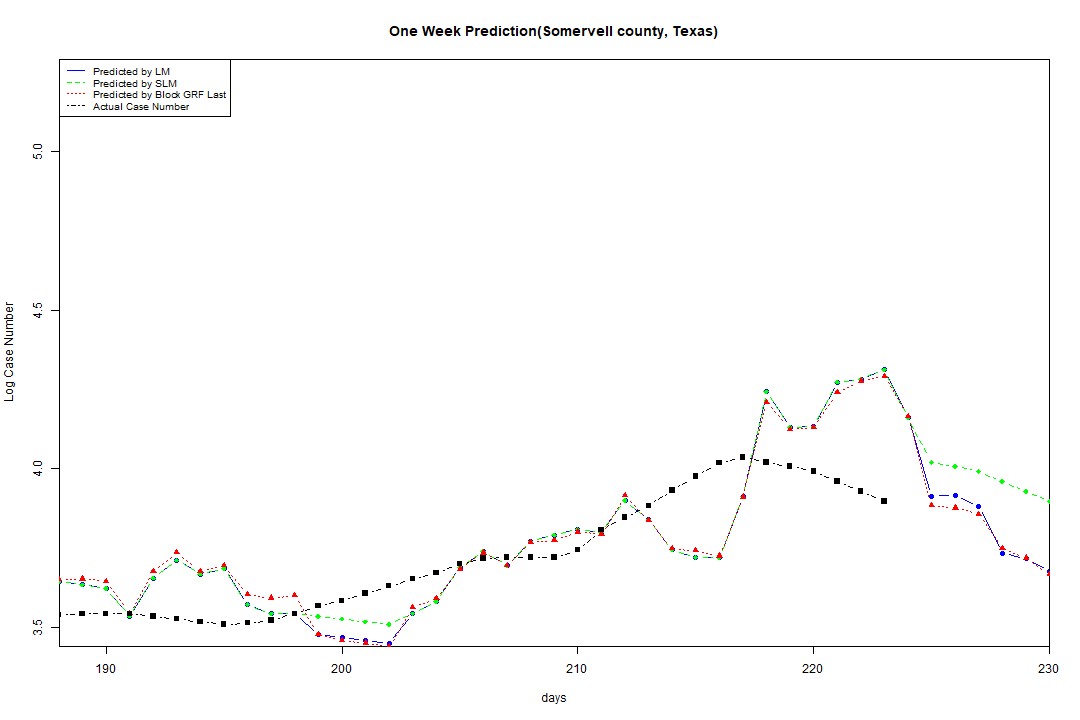 One Week Prediction(Somervell county, Texas)
Predicted by LM
Predicted by SLM
Predicted by Block GRF Last
Actual Case Number
Log Case Number
5.0
4.5
4.0
3.5
190 200 210 220 230
days